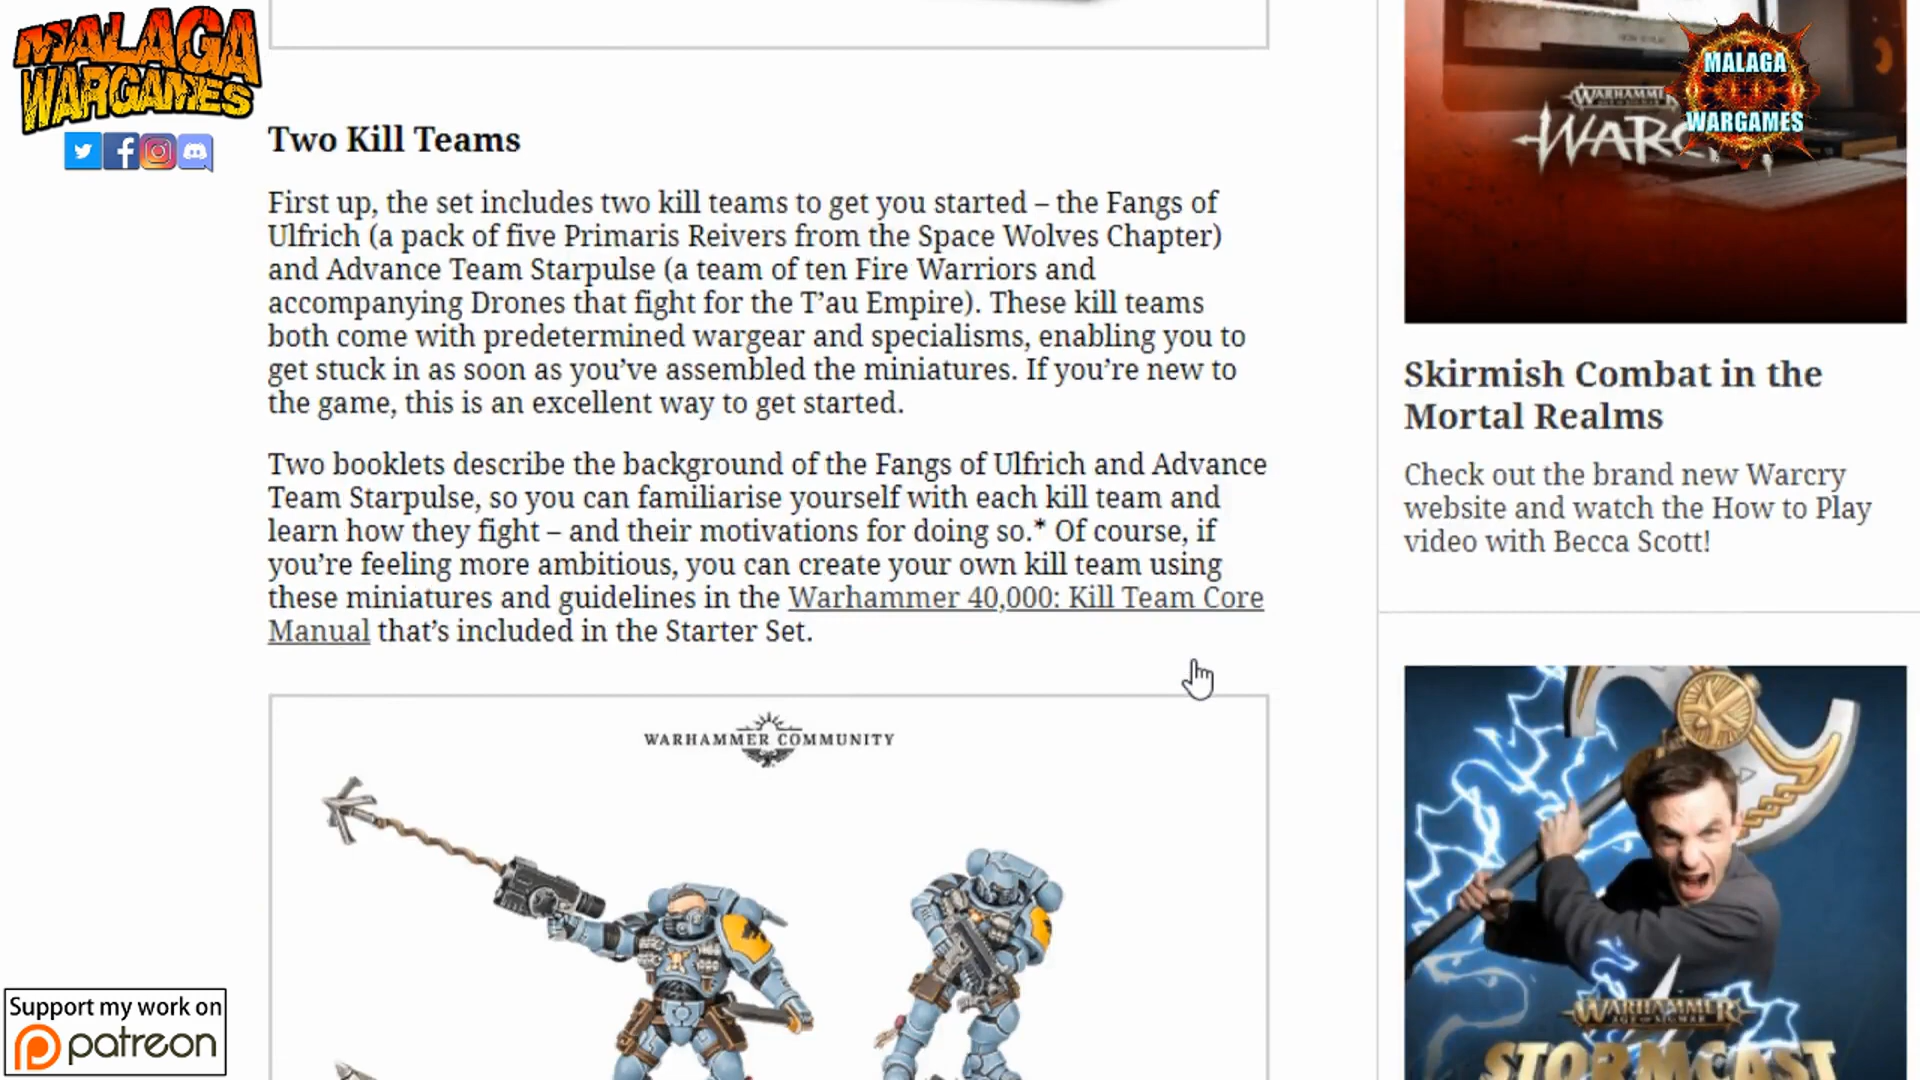 MALAGA
WARGAMES
Two Kill Teams
First up, the set includes two kill teams to get you started – the Fangs of
Ulfrich (a pack of five Primaris Reivers from the Space Wolves Chapter)
and Advance Team Starpulse (a team of ten Fire Warriors and
accompanying Drones that fight for the T’au Empire). These kill teams
both come with predetermined wargear and specialisms, enabling you to
get stuck in as soon as you’ve assembled the miniatures. If you’re new to
the game, this is an excellent way to get started.
Two booklets describe the background of the Fangs of Ulfrich and Advance
Team Starpulse, so you can familiarise yourself with each kill team and
learn how they fight – and their motivations for doing so.* Of course, if
you’re feeling more ambitious, you can create your own kill team using
these miniatures and guidelines in the Warhammer 40,000: Kill Team Core
Manual that’s included in the Starter Set.
WARHAMMER COMMUNITY
Support my work on
patreon
MALAGA
WARGAMES
WARHAMMER
WARC
Skirmish Combat in the
Mortal Realms
Check out the brand new Warcry
website and watch the How to Play
video with Becca Scott!
WARHAMMER
AGE OF SIGMAR
STORMCAST